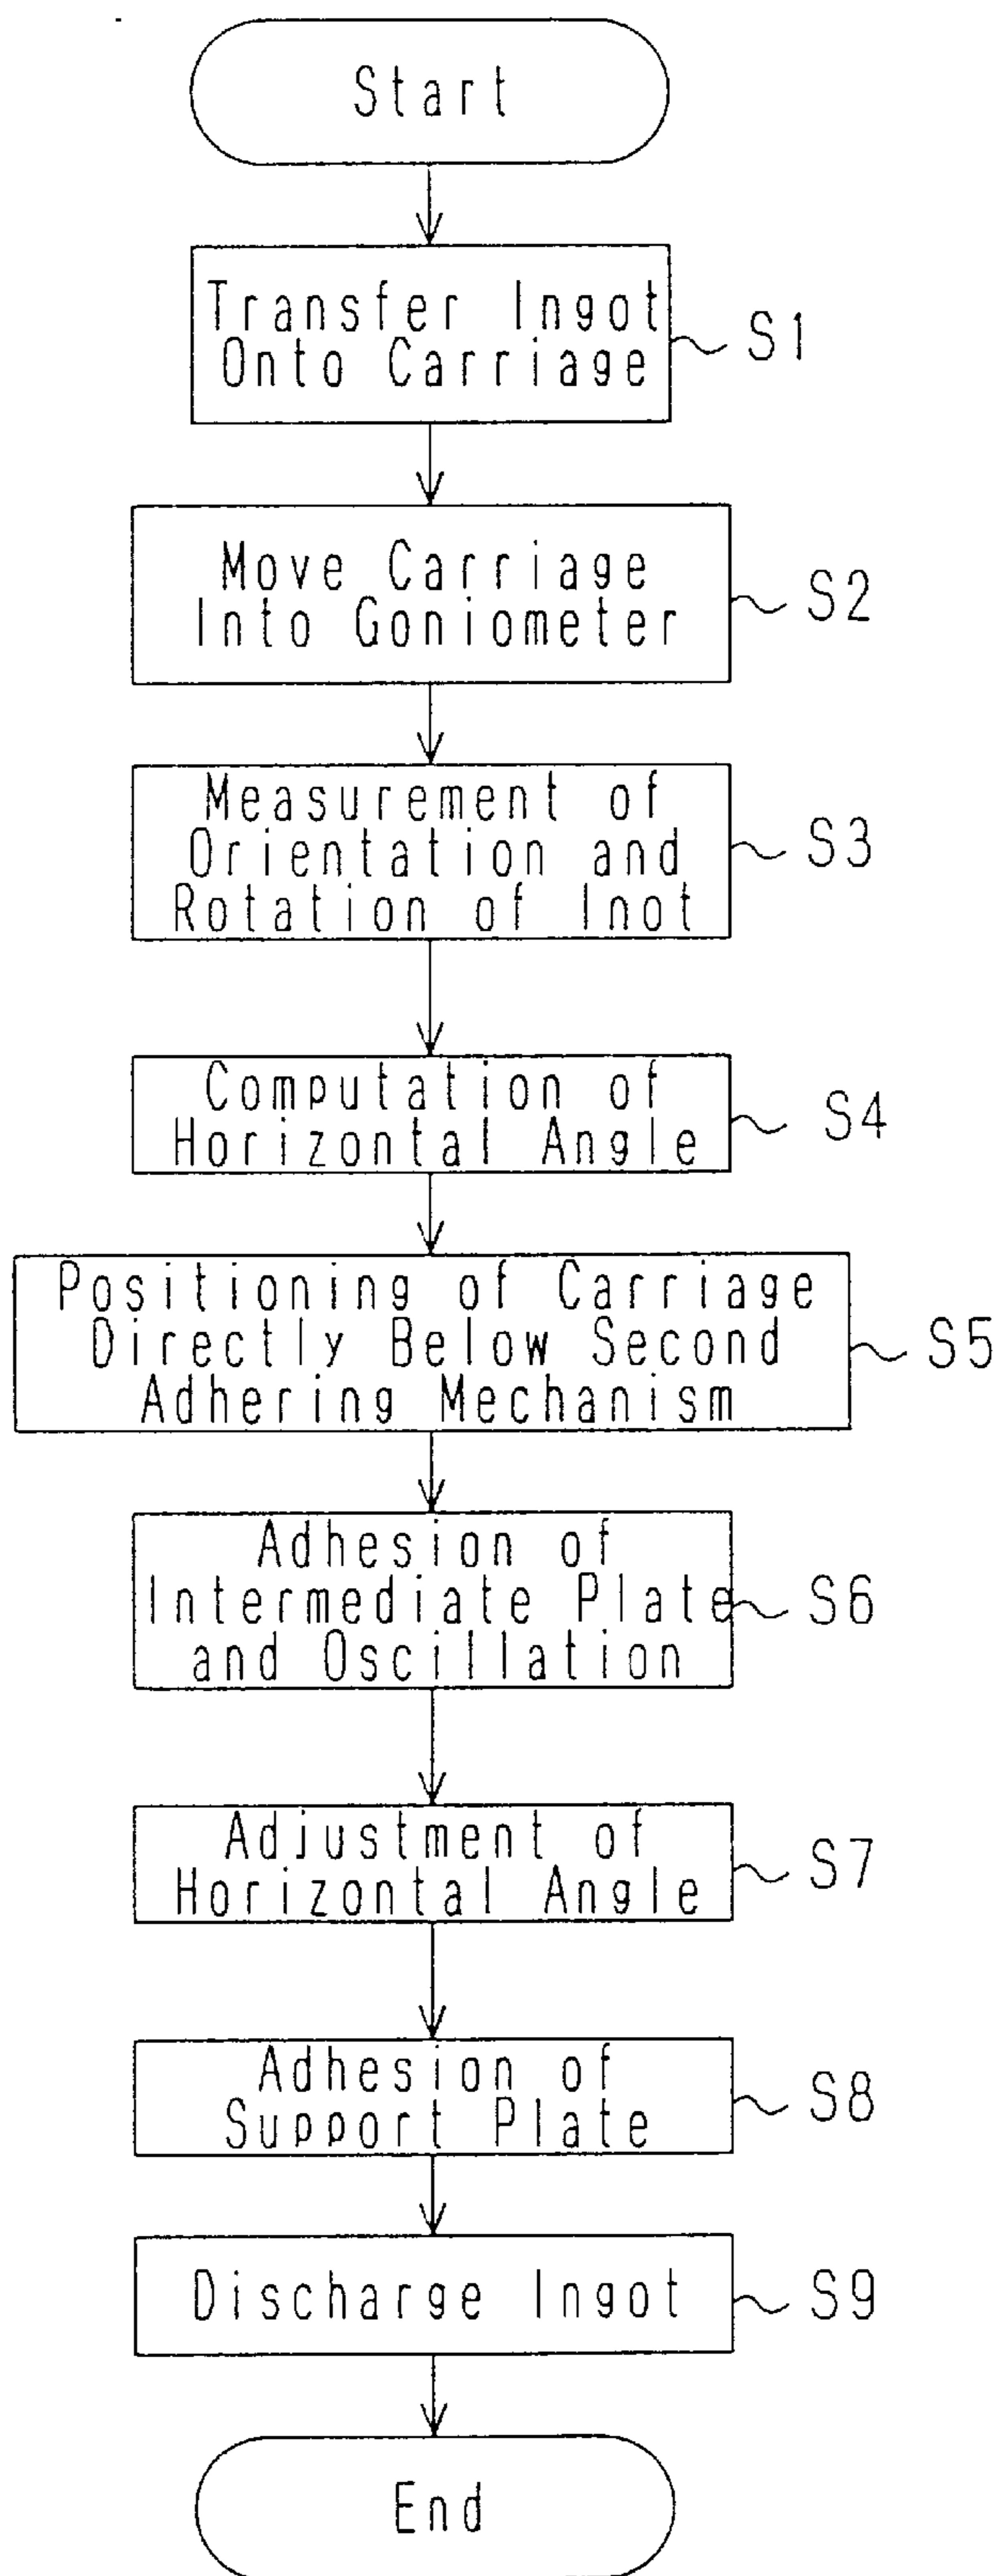 Start
Transfer Ingot
Onto Carriage
S1
Move Carriage
Into Goniometer
S2
Measurement of
Orientation and
Rotation of Inot
S3
Computation of
Horizontal Angle
S4
Positioning of Carriage
Directly Below Second
Adhering Mechanism
S5
Adhesion of
Intermediate Plate
and Oscillation
S6
Adjustment of
Horizontal Angle
S7
Adhesion of
Support Plate
S8
Discharge Ingot
S9
End